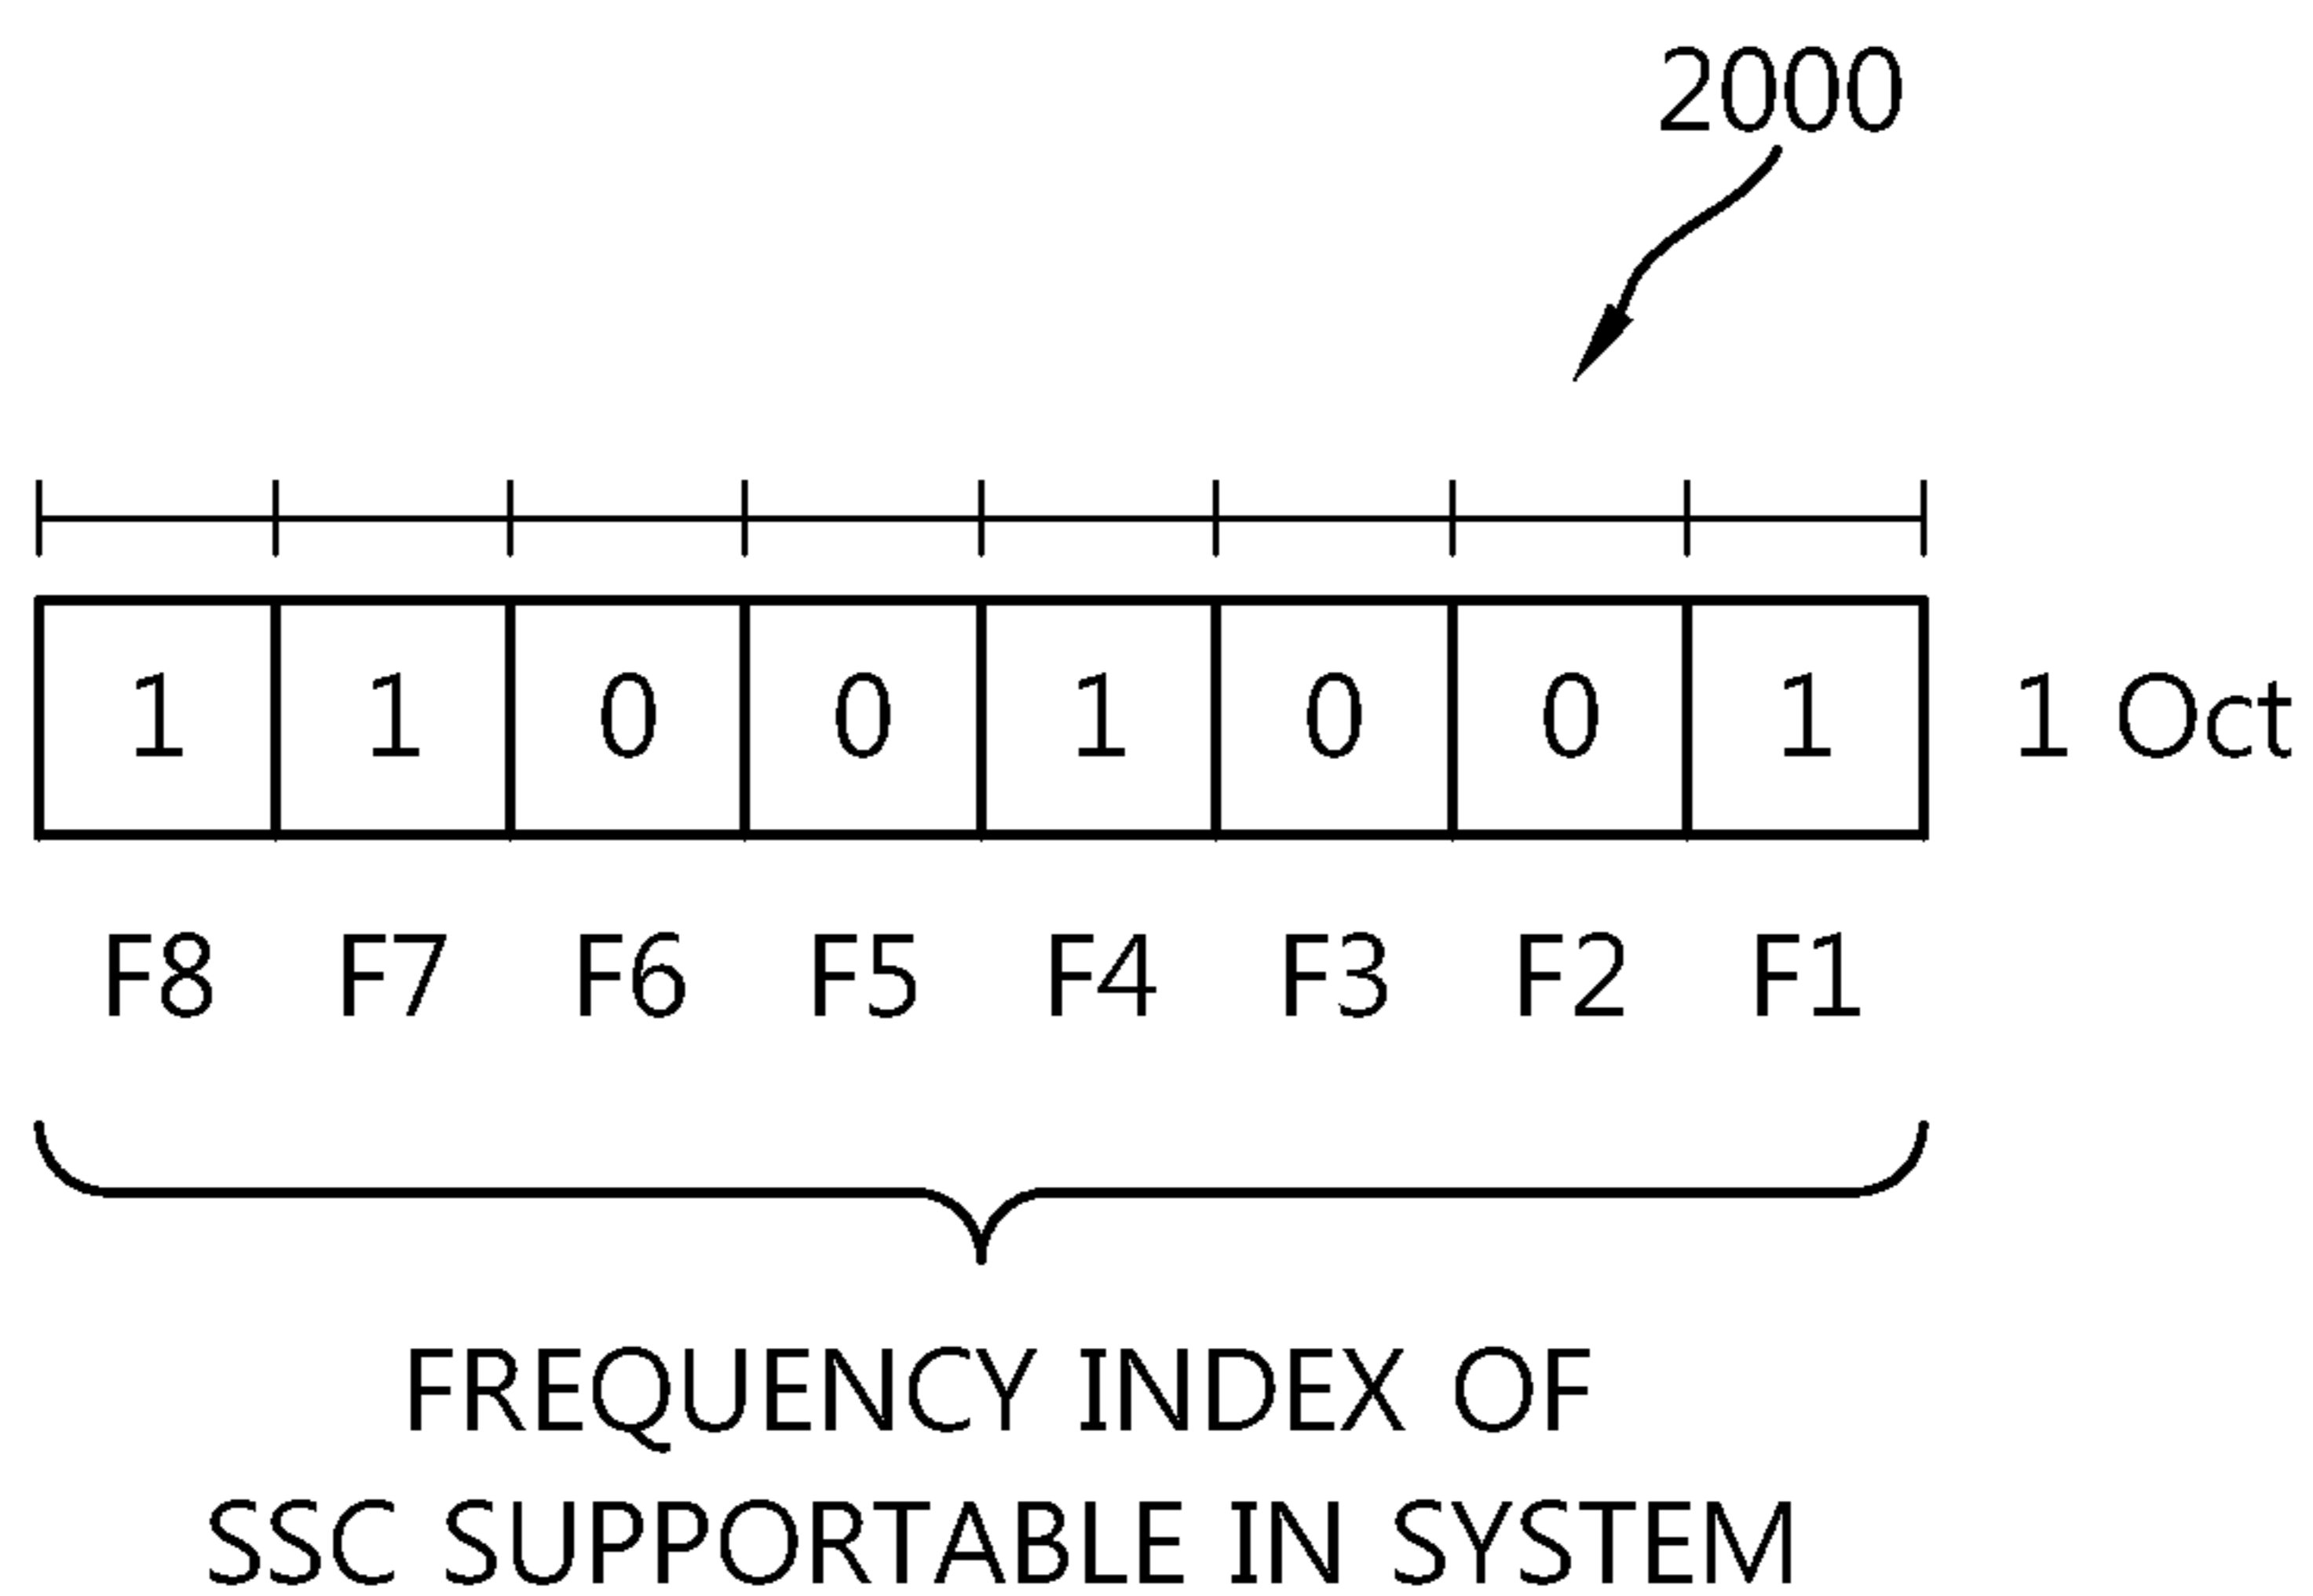 2000
1 1 0 0 1 0 0 1 1 Oct
F8 F7 F6 F5 F4 F3 F2 F1
FREQUENCY INDEX OF
SSC SUPPORTABLE IN SYSTEM